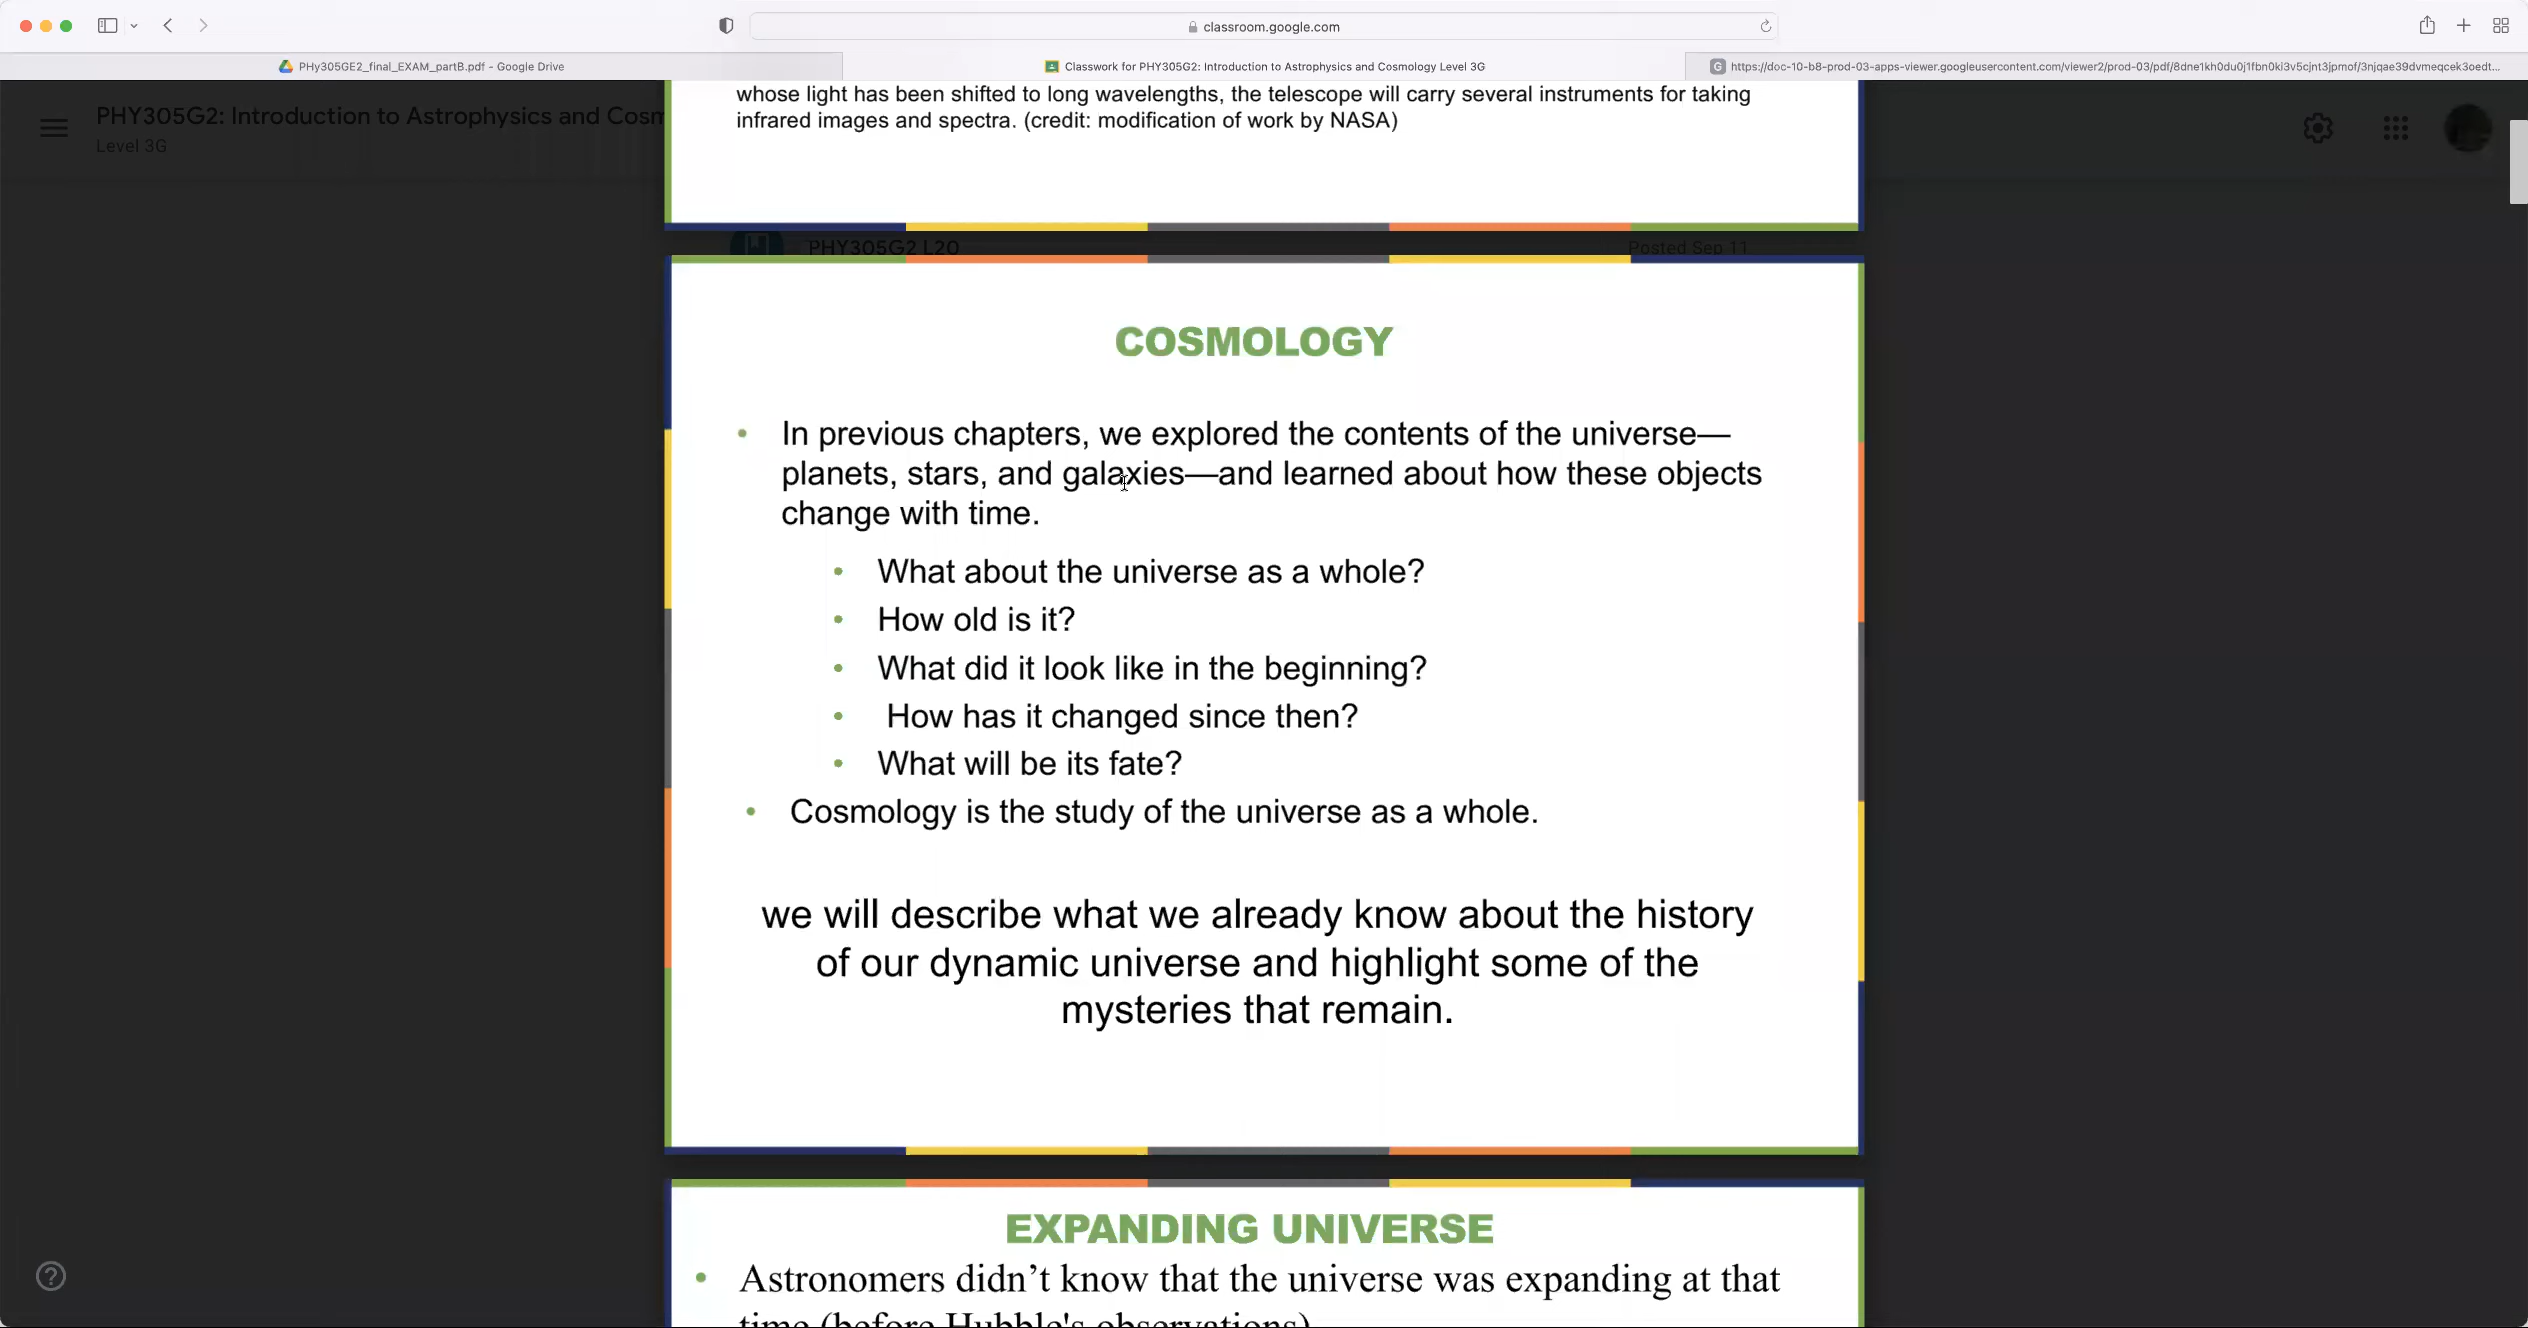 classroom.google.com
PHy305GE2_final_EXAM_partB.pdf - Google Drive
Classwork for PHY305G2: Introduction to Astrophysics and Cosmology Level 3G
PHY305G2: Introduction to Astrophysics and Cosm
Level 3G
whose light has been shifted to long wavelengths, the telescope will carry several instruments for taking
infrared images and spectra. (credit: modification of work by NASA)
PHY305G2 L20
Posted Sep 11
COSMOLOGY
• In previous chapters, we explored the contents of the universe—
planets, stars, and galaxies—and learned about how these objects
change with time.
• What about the universe as a whole?
• How old is it?
• What did it look like in the beginning?
• How has it changed since then?
• What will be its fate?
• Cosmology is the study of the universe as a whole.
we will describe what we already know about the history
of our dynamic universe and highlight some of the
mysteries that remain.
EXPANDING UNIVERSE
• Astronomers didn’t know that the universe was expanding at that
time (before Hubble's observations)